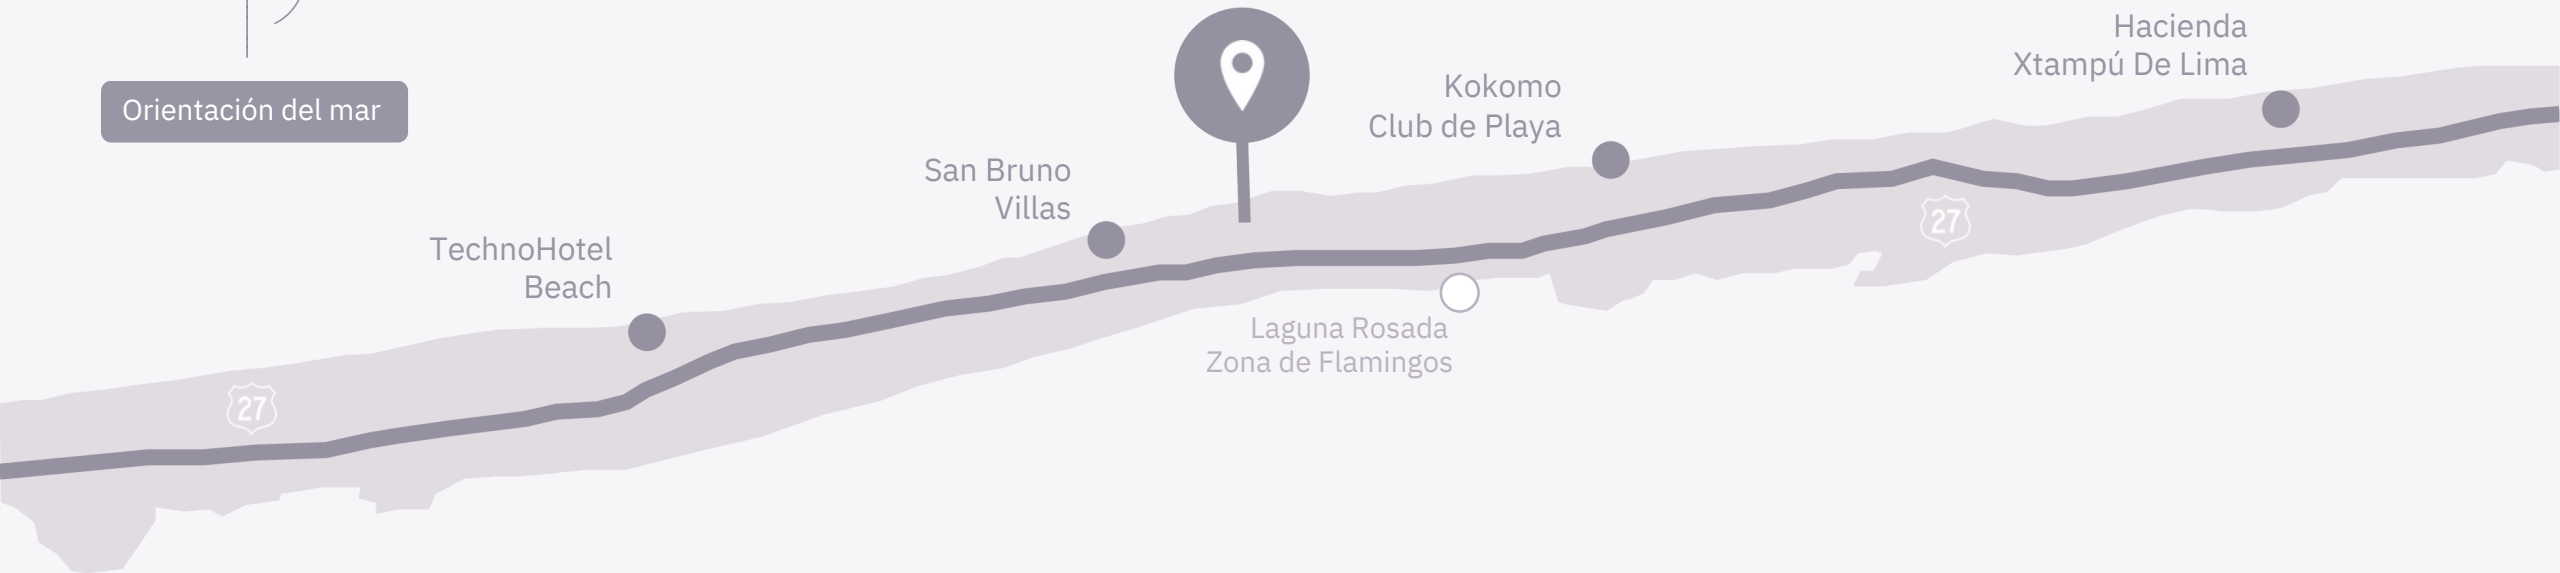 Hacienda
Xtampú De Lima
Kokomo
Club de Playa
Orientación del mar
San Bruno
Villas
TechnoHotel
Beach
27
Laguna Rosada
Zona de Flamingos
27